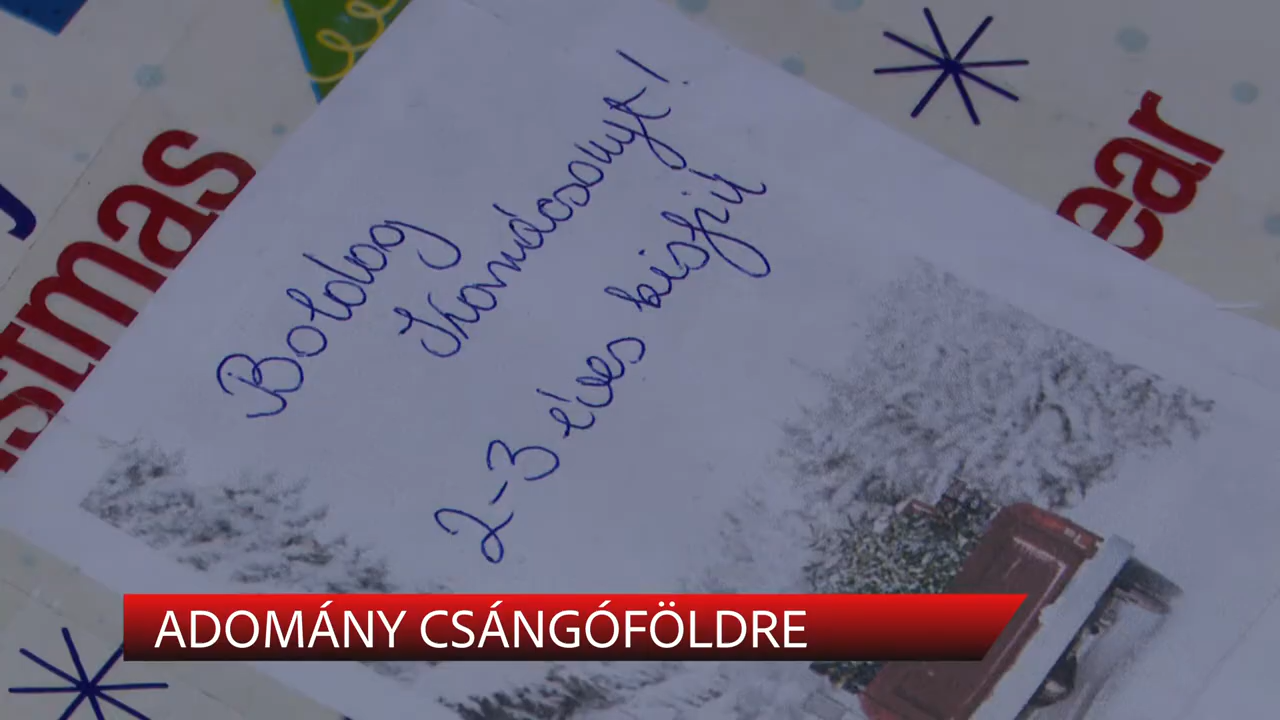 Boldog
Karácsonyt!
2-3 éves kisfiú
stmas
ear
ADOMÁNY CSÁNGÓFÖLDRE